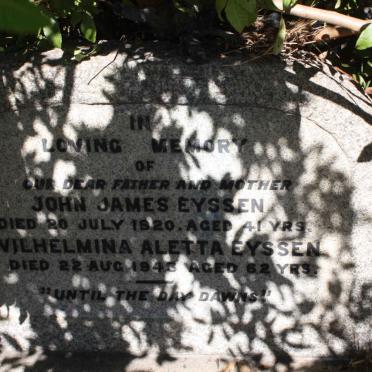 IN
LOVING MEMORY
OF
OUR DEAR FATHER AND MOTHER
JOHN JAMES EYSSEN
DIED 20 JULY 1920. AGED 41 YRS.
WILHELMINA ALETTA EYSSEN
DIED 22 AUG 1943 AGED 62 YRS.
"UNTIL THE DAY DAWNS"